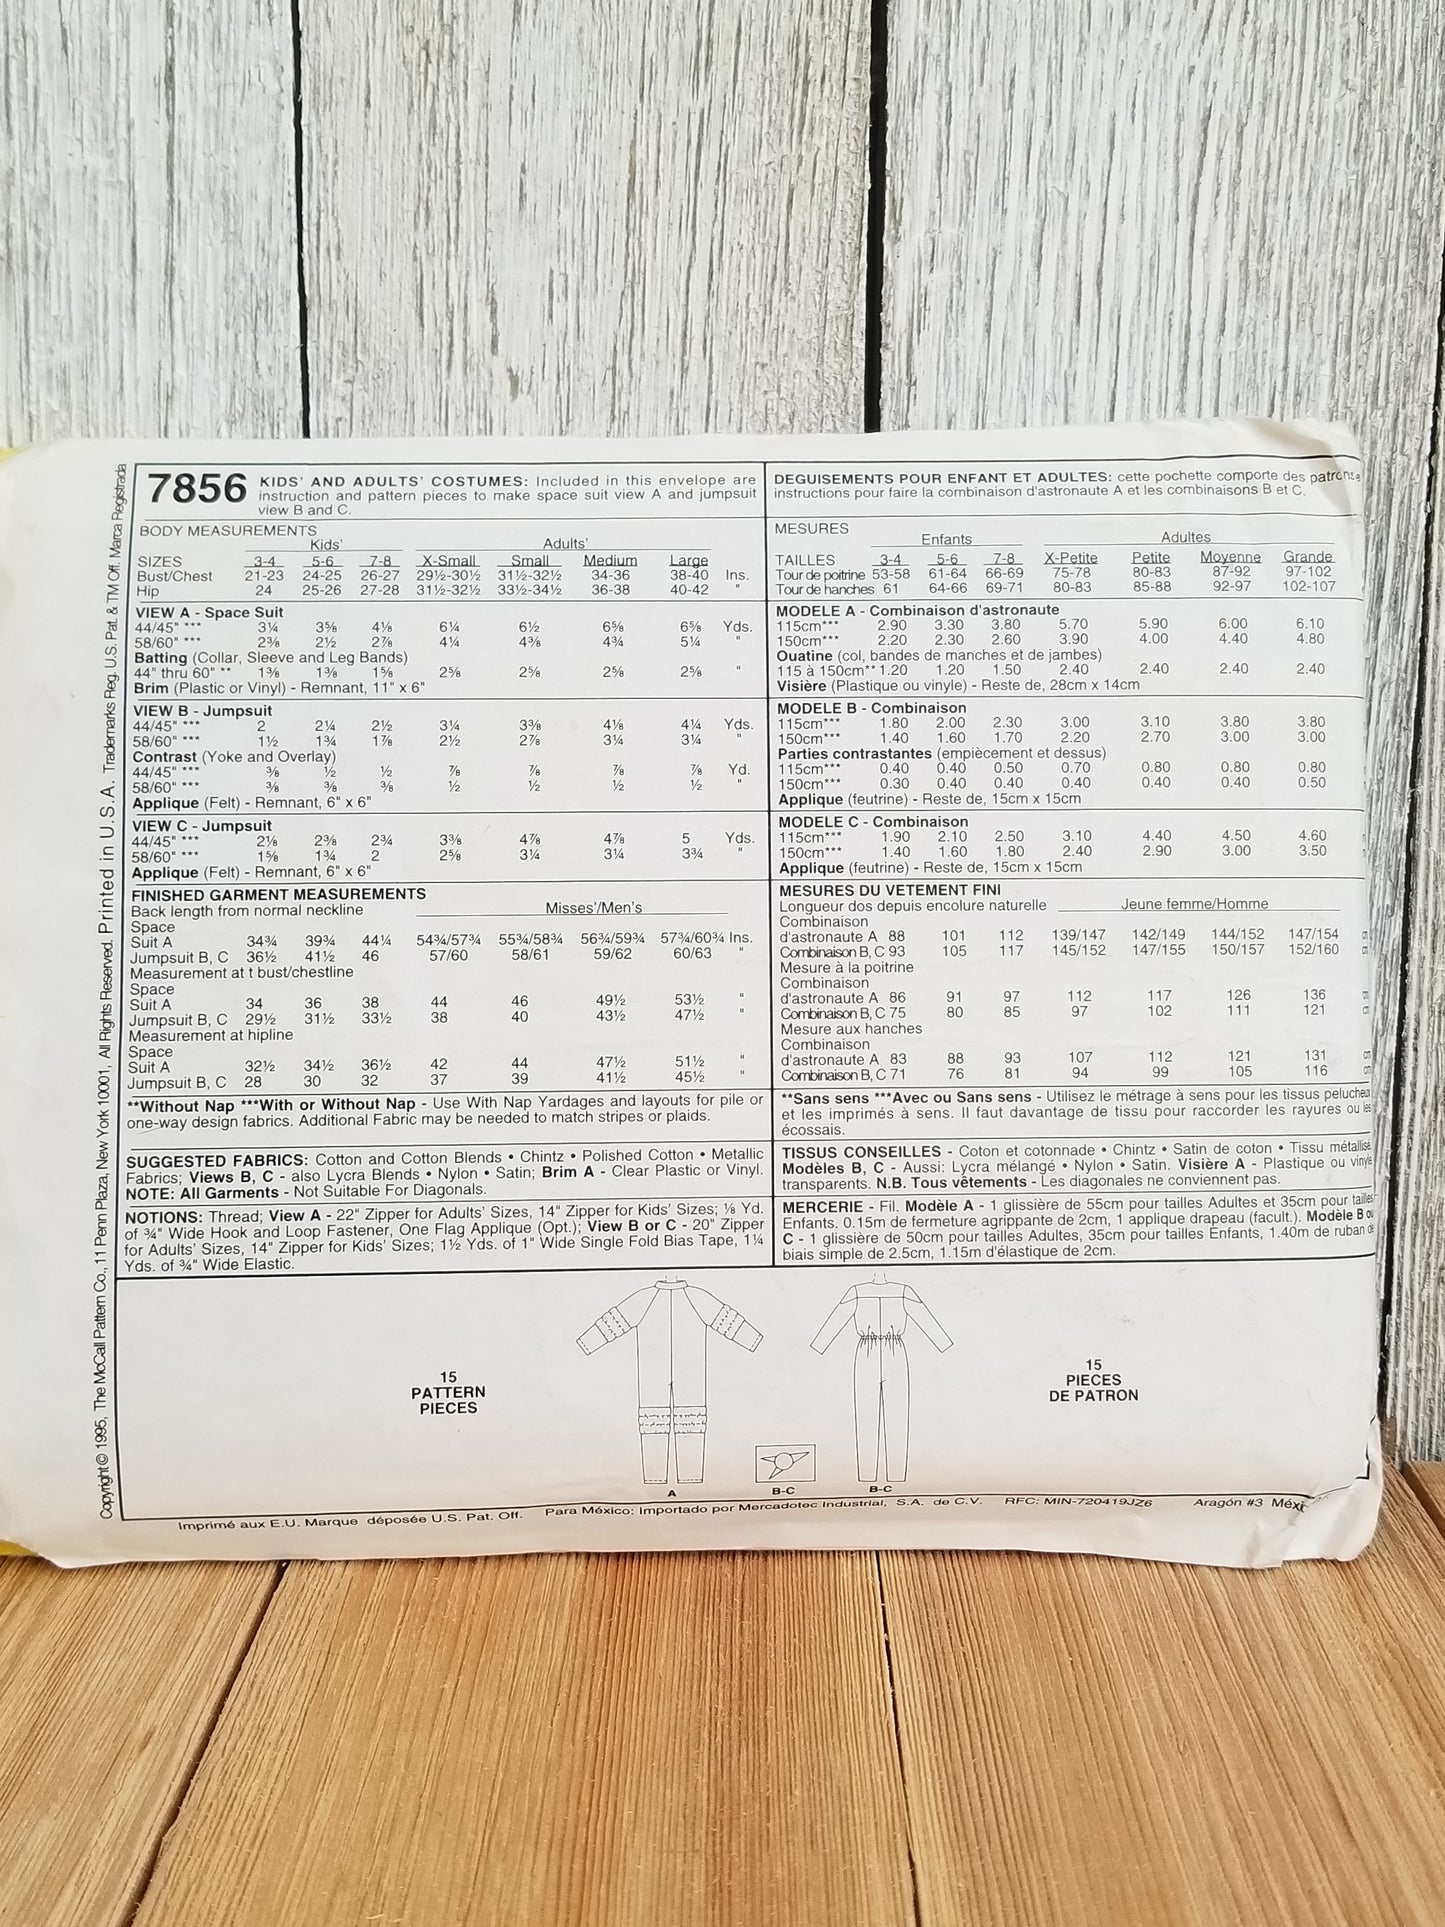 7856
KIDS' AND ADULTS' COSTUMES: Included in this envelope are
instruction and pattern pieces to make space suit view A and jumpsuit
view B and C.
BODY MEASUREMENTS
Kids' Adults'
SIZES 3-4 5-6 7-8 X-Small Small Medium Large
Bust/Chest 21-23 24-25 26-27 29½-30½ 31½-32½ 34-36 38-40 Ins.
Hip 24 25-26 27-28 31½-32½ 33½-34½ 36-38 40-42 "
VIEW A - Space Suit
44/45" *** 3¼ 3⅝ 4⅛ 6¼ 6½ 6⅝ 6⅝ Yds.
58/60" *** 2⅜ 2½ 2⅞ 4¼ 4⅜ 4¾ 5¼ "
Batting (Collar, Sleeve and Leg Bands)
44" thru 60" ** 1⅜ 1⅜ 1⅝ 2⅝ 2⅝ 2⅝ 2⅝ "
Brim (Plastic or Vinyl) - Remnant, 11" x 6"
VIEW B - Jumpsuit
44/45" *** 2 2¼ 2½ 3¼ 3⅜ 4⅛ 4¼ Yds.
58/60" *** 1½ 1¾ 1⅞ 2½ 2⅞ 3¼ 3¼ "
Contrast (Yoke and Overlay)
44/45" *** ⅜ ½ ½ ⅞ ⅞ ⅞ ⅞ Yd.
58/60" *** ⅜ ⅜ ⅜ ½ ½ ½ ½ "
Applique (Felt) - Remnant, 6" x 6"
VIEW C - Jumpsuit
44/45" *** 2⅛ 2⅜ 2¾ 3⅜ 4⅞ 4⅞ 5 Yds.
58/60" *** 1⅝ 1¾ 2 2⅝ 3¼ 3¼ 3¾ "
Applique (Felt) - Remnant, 6" x 6"
FINISHED GARMENT MEASUREMENTS
Back length from normal neckline Misses'/Men's
Space
Suit A 34¾ 39¾ 44¼ 54¾/57¾ 55¾/58¾ 56¾/59¾ 57¾/60¾ Ins.
Jumpsuit B, C 36½ 41½ 46 57/60 58/61 59/62 60/63 "
Measurement at t bust/chestline
Space
Suit A 34 36 38 44 46 49½ 53½ "
Jumpsuit B, C 29½ 31½ 33½ 38 40 43½ 47½ "
Measurement at hipline
Space
Suit A 32½ 34½ 36½ 42 44 47½ 51½ "
Jumpsuit B, C 28 30 32 37 39 41½ 45½ "
**Without Nap ***With or Without Nap - Use With Nap Yardages and layouts for pile or
one-way design fabrics. Additional Fabric may be needed to match stripes or plaids.
SUGGESTED FABRICS: Cotton and Cotton Blends • Chintz • Polished Cotton • Metallic
Fabrics; Views B, C - also Lycra Blends • Nylon • Satin; Brim A - Clear Plastic or Vinyl.
NOTE: All Garments - Not Suitable For Diagonals.
NOTIONS: Thread; View A - 22" Zipper for Adults' Sizes, 14" Zipper for Kids' Sizes; ⅛ Yd.
of ¾" Wide Hook and Loop Fastener, One Flag Applique (Opt.); View B or C - 20" Zipper
for Adults' Sizes, 14" Zipper for Kids' Sizes; 1½ Yds. of 1" Wide Single Fold Bias Tape, 1¼
Yds. of ¾" Wide Elastic.
DEGUISEMENTS POUR ENFANT ET ADULTES: cette pochette comporte des patrons
instructions pour faire la combinaison d'astronaute A et les combinaisons B et C.
MESURES
Enfants Adultes
TAILLES 3-4 5-6 7-8 X-Petite Petite Moyenne Grande
Tour de poitrine 53-58 61-64 66-69 75-78 80-83 87-92 97-102
Tour de hanches 61 64-66 69-71 80-83 85-88 92-97 102-107
MODELE A - Combinaison d'astronaute
115cm*** 2.90 3.30 3.80 5.70 5.90 6.00 6.10
150cm*** 2.20 2.30 2.60 3.90 4.00 4.40 4.80
Ouatine (col, bandes de manches et de jambes)
115 à 150cm** 1.20 1.20 1.50 2.40 2.40 2.40 2.40
Visière (Plastique ou vinyle) - Reste de, 28cm x 14cm
MODELE B - Combinaison
115cm*** 1.80 2.00 2.30 3.00 3.10 3.80 3.80
150cm*** 1.40 1.60 1.70 2.20 2.70 3.00 3.00
Parties contrastantes (empiècement et dessus)
115cm*** 0.40 0.40 0.50 0.70 0.80 0.80 0.80
150cm*** 0.30 0.40 0.40 0.40 0.40 0.40 0.50
Applique (feutrine) - Reste de, 15cm x 15cm
MODELE C - Combinaison
115cm*** 1.90 2.10 2.50 3.10 4.40 4.50 4.60
150cm*** 1.40 1.60 1.80 2.40 2.90 3.00 3.50
Applique (feutrine) - Reste de, 15cm x 15cm
MESURES DU VETEMENT FINI
Longueur dos depuis encolure naturelle Jeune femme/Homme
Combinaison
d'astronaute A 88 101 112 139/147 142/149 144/152 147/154 cm
Combinaison B, C 93 105 117 145/152 147/155 150/157 152/160 cm
Mesure à la poitrine
Combinaison
d'astronaute A 86 91 97 112 117 126 136 cm
Combinaison B, C 75 80 85 97 102 111 121 cm
Mesure aux hanches
Combinaison
d'astronaute A 83 88 93 107 112 121 131 cm
Combinaison B, C 71 76 81 94 99 105 116 cm
**Sans sens ***Avec ou Sans sens - Utilisez le métrage à sens pour les tissus pelucheux
et les imprimés à sens. Il faut davantage de tissu pour raccorder les rayures ou les
écossais.
TISSUS CONSEILLES - Coton et cotonnade • Chintz • Satin de coton • Tissu métallisé.
Modèles B, C - Aussi: Lycra mélangé • Nylon • Satin. Visière A - Plastique ou vinyle
transparents. N.B. Tous vêtements - Les diagonales ne conviennent pas.
MERCERIE - Fil. Modèle A - 1 glissière de 55cm pour tailles Adultes et 35cm pour tailles
Enfants. 0.15m de fermeture agrippante de 2cm, 1 applique drapeau (facult.). Modèle B ou
C - 1 glissière de 50cm pour tailles Adultes, 35cm pour tailles Enfants, 1.40m de ruban de
biais simple de 2.5cm, 1.15m d'élastique de 2cm.
15
PATTERN
PIECES
A
B-C
B-C
15
PIECES
DE PATRON
Imprimé aux E.U. Marque déposée U.S. Pat. Off. Para México: Importado por Mercadotec Industrial, S.A. de C.V. RFC: MIN-720419JZ6 Aragón #3
Copyright © 1995, The McCall Pattern Co., 11 Penn Plaza, New York 10001, All Rights Reserved. Printed in U.S.A. Trademarks Reg. U.S. Pat. & TM Off. Marca Registrada